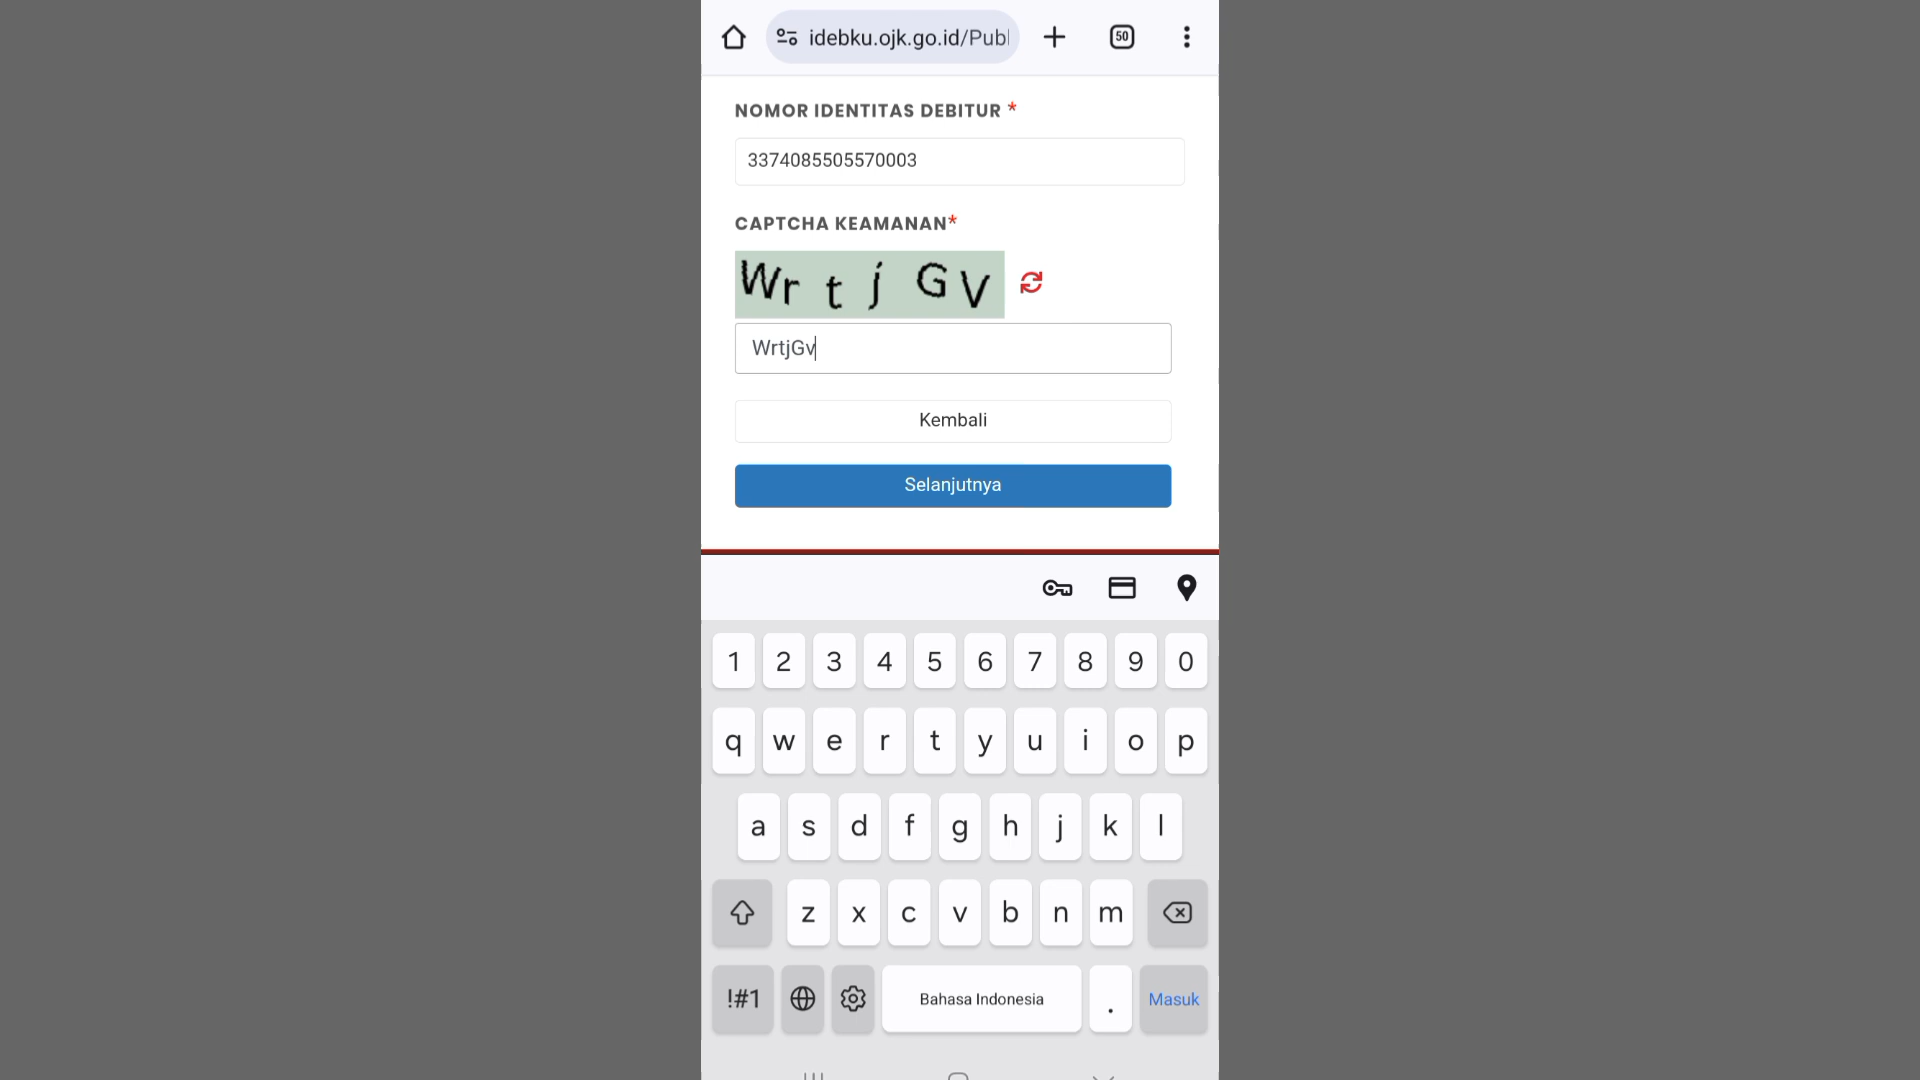 idebku.ojk.go.id/Publ
50
NOMOR IDENTITAS DEBITUR *
3374085505570003
CAPTCHA KEAMANAN*
Wr t j G V
WrtjGv
Kembali
Selanjutnya
1 2 3 4 5 6 7 8 9 0
q w e r t y u i o p
a s d f g h j k l
z x c v b n m
!#1 Bahasa Indonesia . Masuk